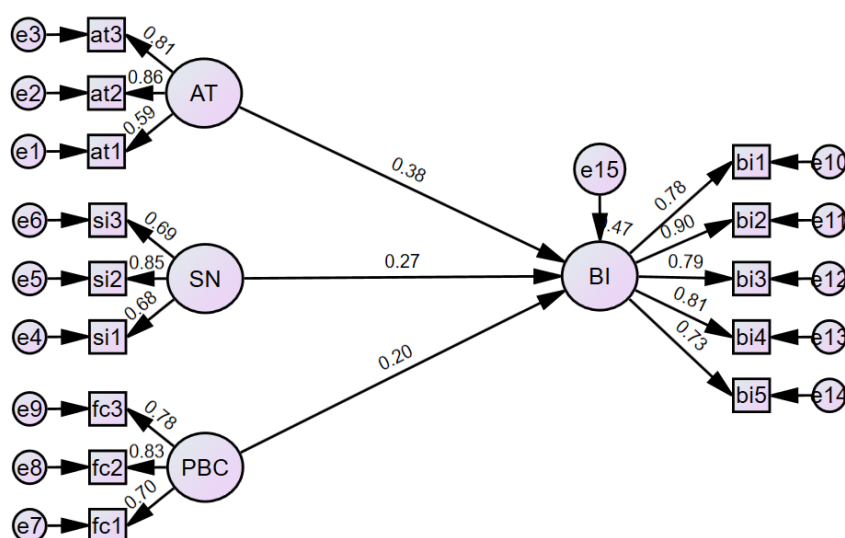 e3
at3
0.81
e2
at2
0.86
AT
e1
at1
0.59
0.38
e6
si3
0.69
e5
si2
0.85
SN
0.27
e4
si1
0.68
e9
fc3
0.78
e8
fc2
0.83
PBC
0.20
e7
fc1
0.70
e15
.47
BI
0.78
bi1
e10
0.90
bi2
e11
0.79
bi3
e12
0.81
bi4
e13
0.73
bi5
e14